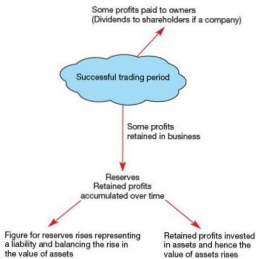 Some profits paid to owners
(Dividends to shareholders if a company)
Successful trading period
Some profits
retained in business
Reserves
Retained profits
accumulated over time
Figure for reserves rises representing
a liability and balancing the rise in
the value of assets
Retained profits invested
in assets and hence the
value of assets rises